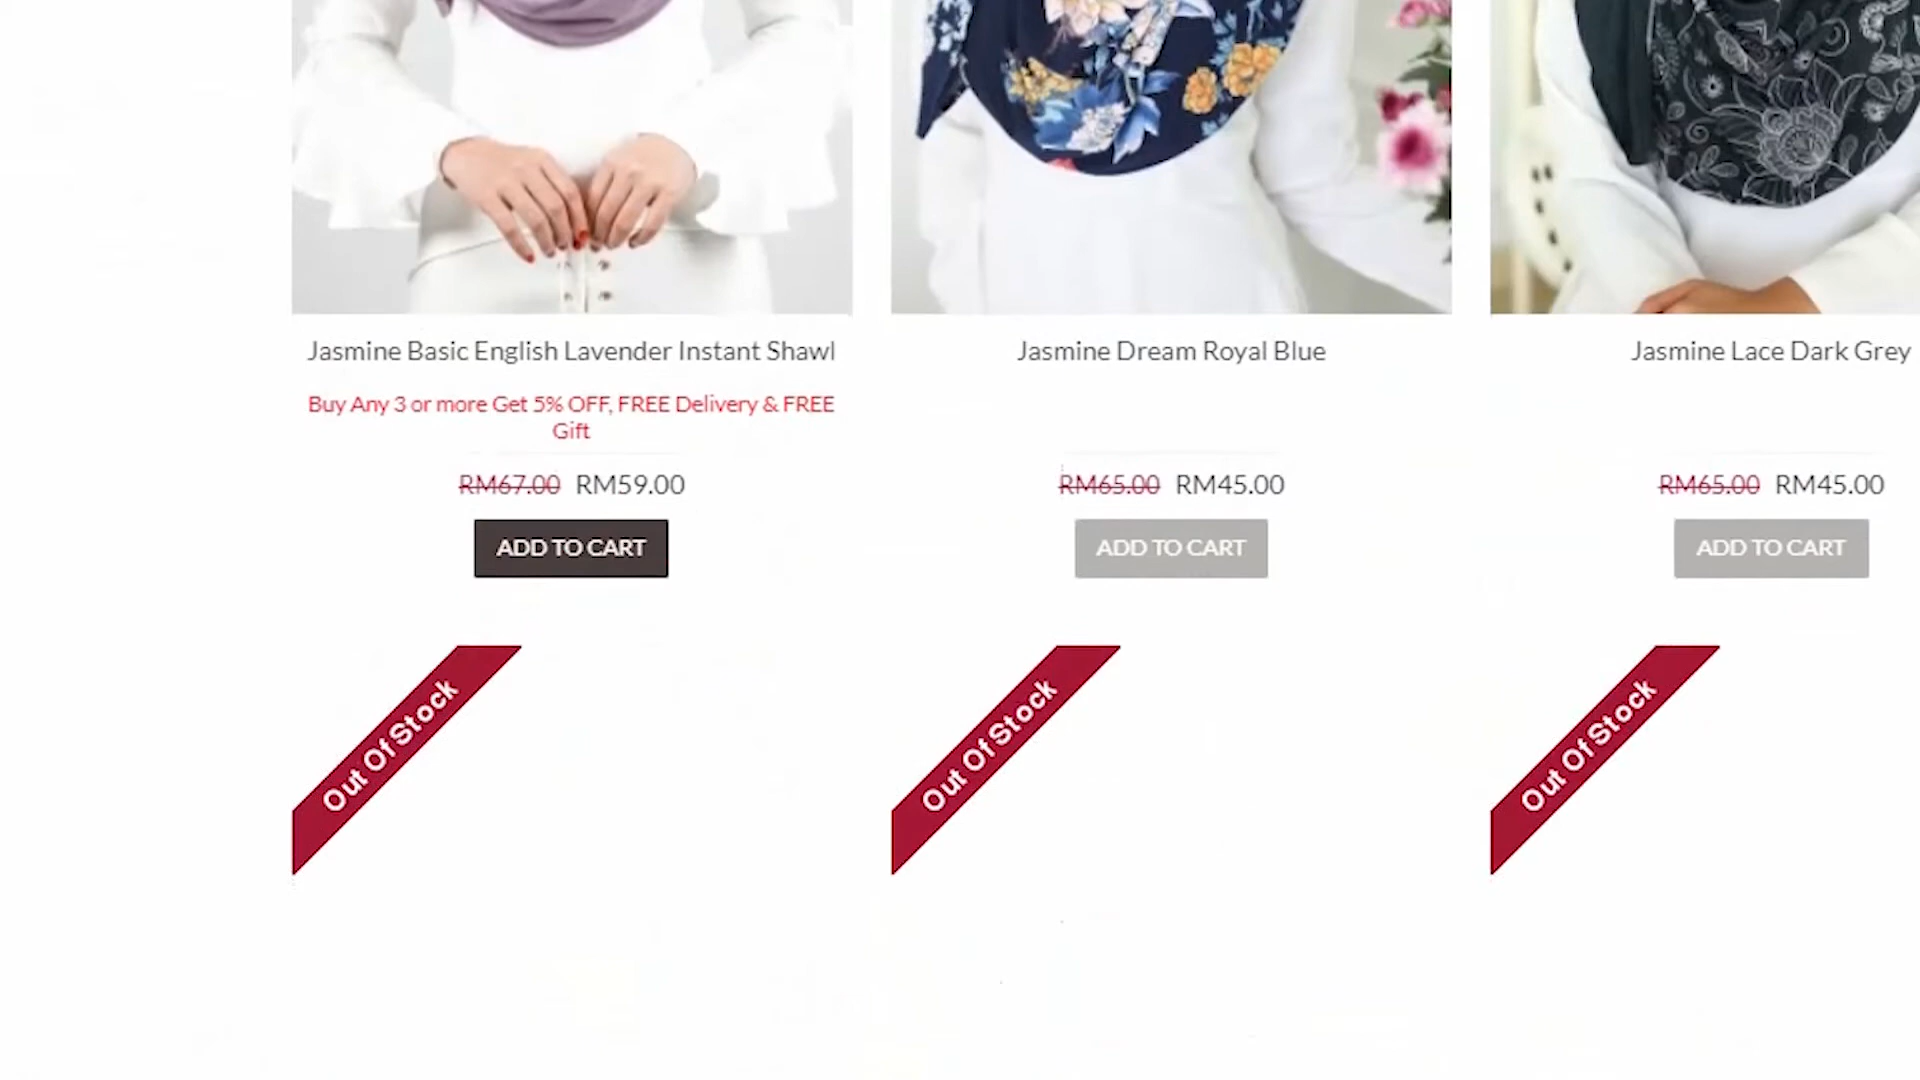 Jasmine Basic English Lavender Instant Shawl
Buy Any 3 or more Get 5% OFF, FREE Delivery & FREE
Gift
RM67.00 RM59.00
ADD TO CART
Jasmine Dream Royal Blue
RM65.00 RM45.00
ADD TO CART
Jasmine Lace Dark Grey
RM65.00 RM45.00
ADD TO CART
Out Of Stock
Out Of Stock
Out Of Stock